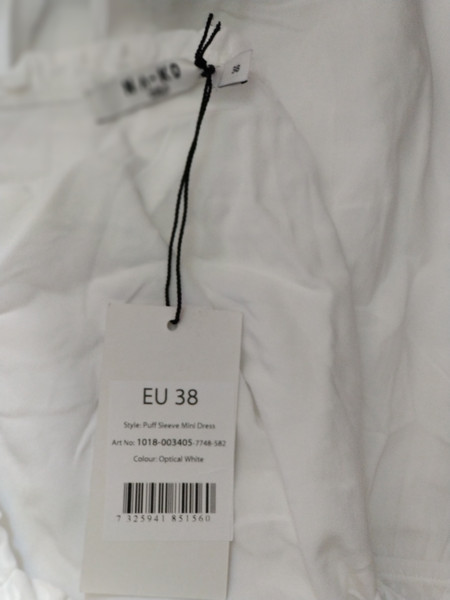 38
EU 38
Style: Puff Sleeve Mini Dress
Art No: 1018-003405-7748-582
Colour: Optical White
7 325941 851560